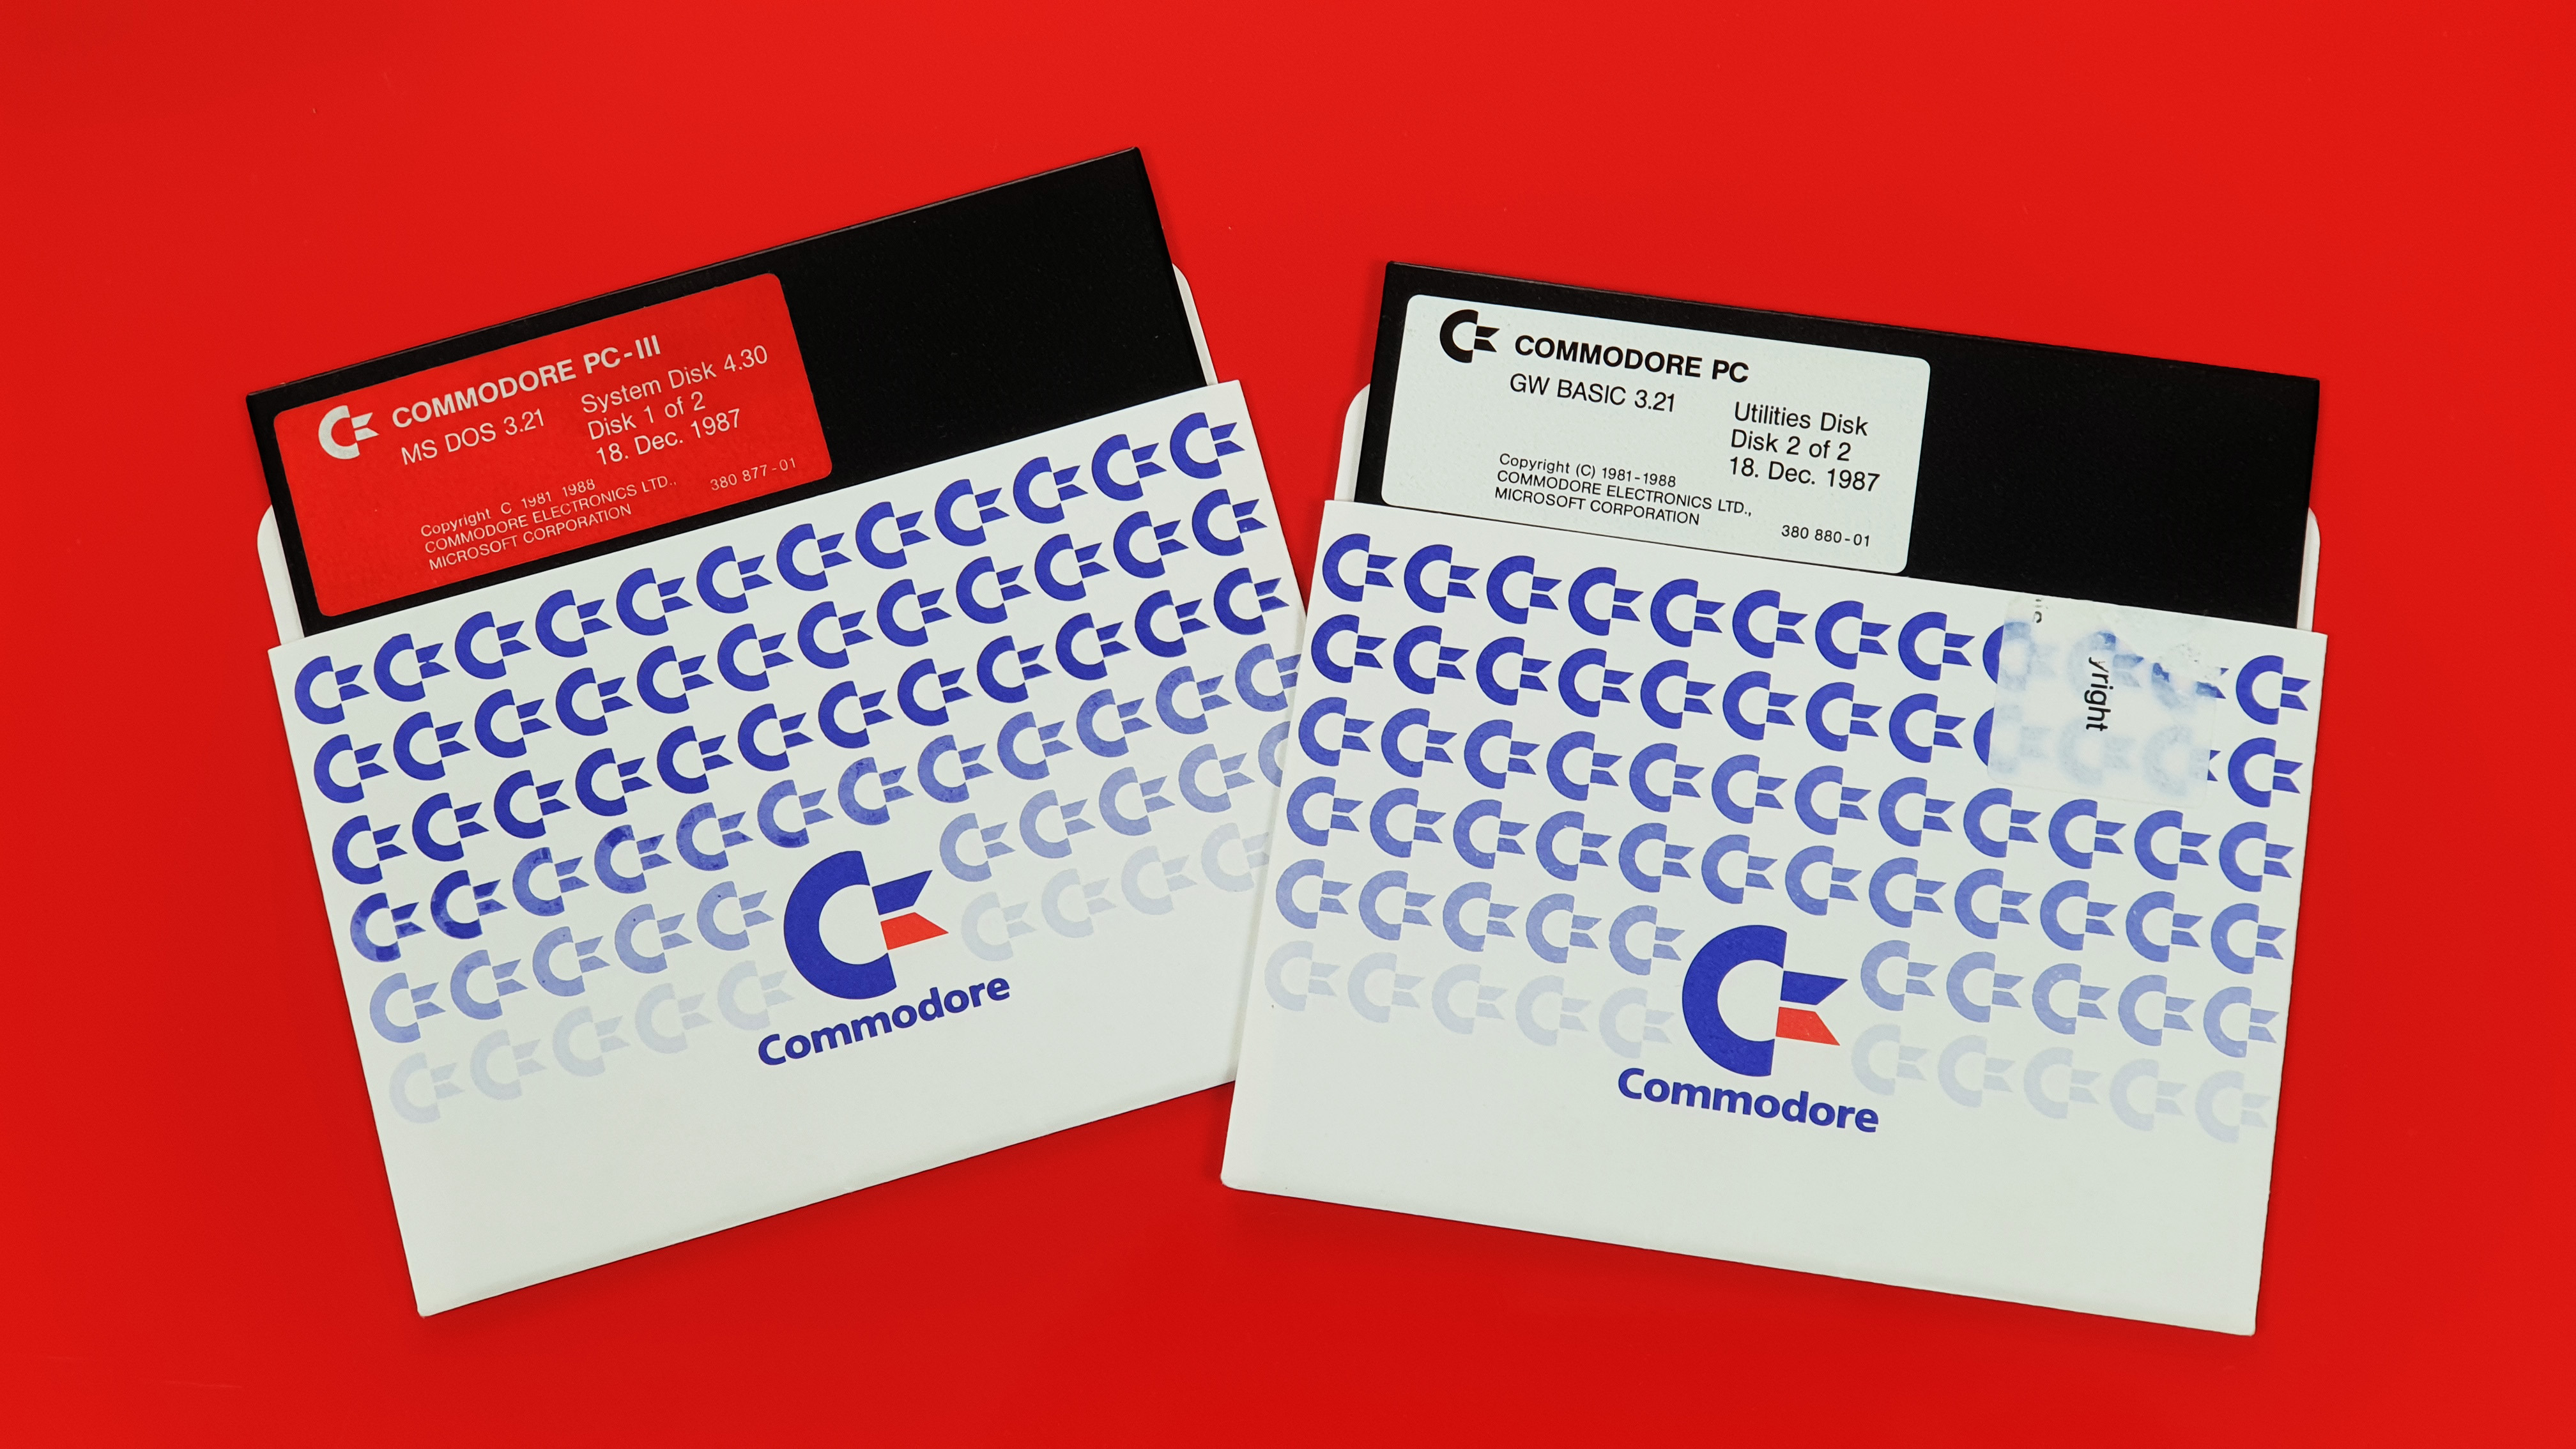 COMMODORE PC-III
MS DOS 3.21
System Disk 4.30
Disk 1 of 2
18. Dec. 1987
Copyright C 1981 1988
COMMODORE ELECTRONICS LTD.,
MICROSOFT CORPORATION
380 877-01
Commodore
COMMODORE PC
GW BASIC 3.21
Utilities Disk
Disk 2 of 2
18. Dec. 1987
Copyright (C) 1981-1988
COMMODORE ELECTRONICS LTD.,
MICROSOFT CORPORATION
380 880-01
yright
Commodore